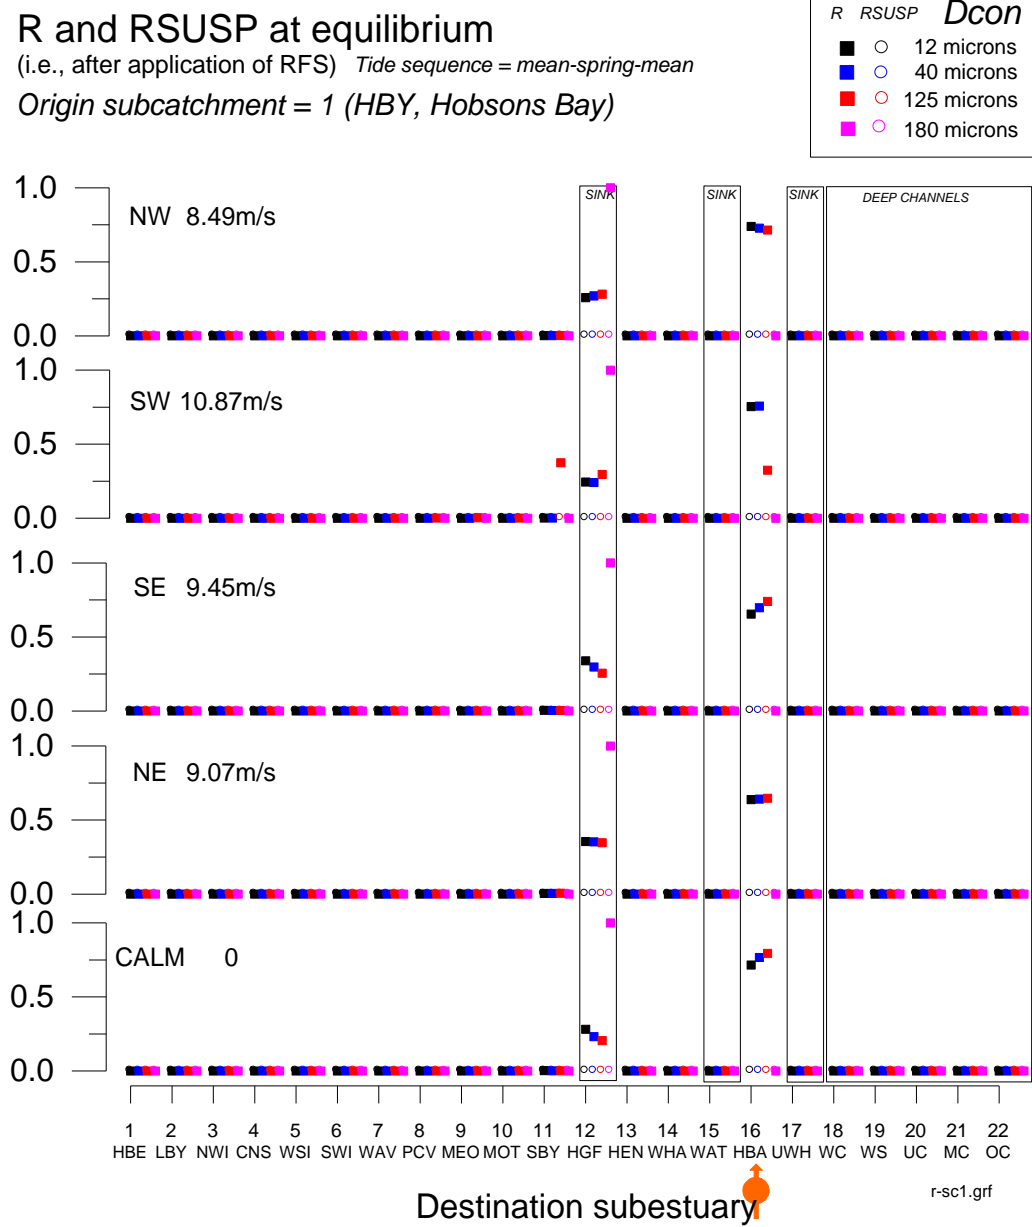 R and RSUSP at equilibrium
(i.e., after application of RFS) Tide sequence = mean-spring-mean
Origin subcatchment = 1 (HBY, Hobsons Bay)
R RSUSP Dcon
12 microns
40 microns
125 microns
180 microns
1.0
NW 8.49m/s
0.5
0.0
SINK
SINK
SINK
DEEP CHANNELS
1.0
SW 10.87m/s
0.5
0.0
1.0
SE 9.45m/s
0.5
0.0
1.0
NE 9.07m/s
0.5
0.0
1.0
CALM 0
0.5
0.0
1 2 3 4 5 6 7 8 9 10 11 12 13 14 15 16 17 18 19 20 21 22
HBE LBY NWI CNS WSI SWI WAV PCV MEO MOT SBY HGF HEN WHA WAT HBA UWH WC WS UC MC OC
Destination subestuary
r-sc1.grf